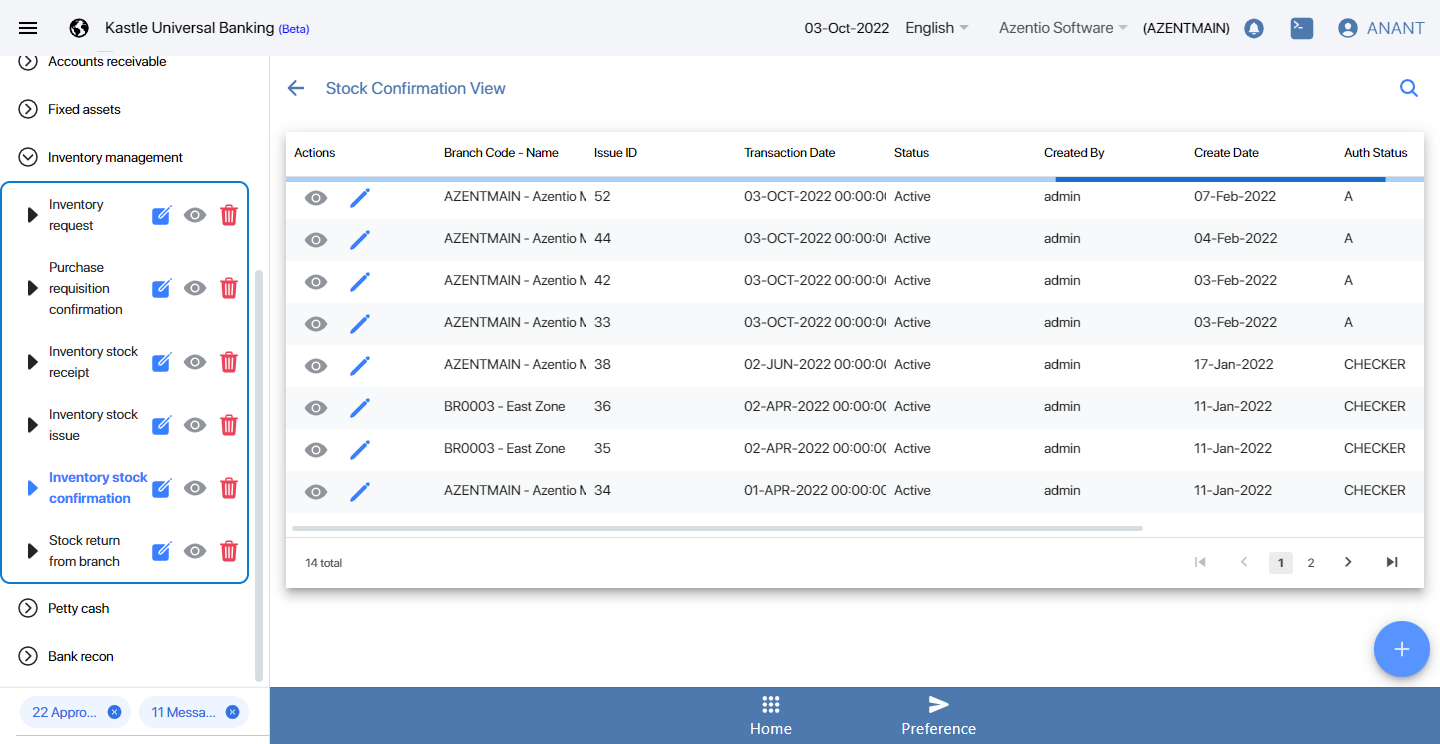 Kastle Universal Banking (Beta)
03-Oct-2022
English
Azentio Software
(AZENTMAIN)
ANANT
Accounts receivable
Fixed assets
Inventory management
Inventory
request
Purchase
requisition
confirmation
Inventory stock
receipt
Inventory stock
issue
Inventory stock
confirmation
Stock return
from branch
Petty cash
Bank recon
22 Appro...
11 Messa...
Stock Confirmation View
Actions Branch Code - Name Issue ID Transaction Date Status Created By Create Date Auth Status
AZENTMAIN - Azentio 52 03-OCT-2022 00:00:0 Active admin 07-Feb-2022 A
AZENTMAIN - Azentio 44 03-OCT-2022 00:00:0 Active admin 04-Feb-2022 A
AZENTMAIN - Azentio 42 03-OCT-2022 00:00:0 Active admin 03-Feb-2022 A
AZENTMAIN - Azentio 33 03-OCT-2022 00:00:0 Active admin 03-Feb-2022 A
AZENTMAIN - Azentio 38 02-JUN-2022 00:00:0 Active admin 17-Jan-2022 CHECKER
BR0003 - East Zone 36 02-APR-2022 00:00:0 Active admin 11-Jan-2022 CHECKER
BR0003 - East Zone 35 02-APR-2022 00:00:0 Active admin 11-Jan-2022 CHECKER
AZENTMAIN - Azentio 34 01-APR-2022 00:00:0 Active admin 11-Jan-2022 CHECKER
14 total
1 2
Home
Preference